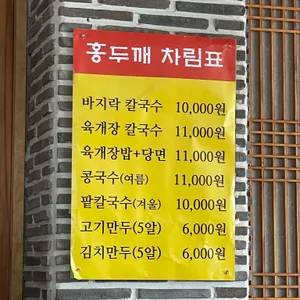 홍두깨 차림표
바지락 칼국수 10,000원
육개장 칼국수 11,000원
육개장밥+당면 11,000원
콩국수(여름) 11,000원
팥칼국수(겨울) 10,000원
고기만두(5알) 6,000원
김치만두(5알) 6,000원